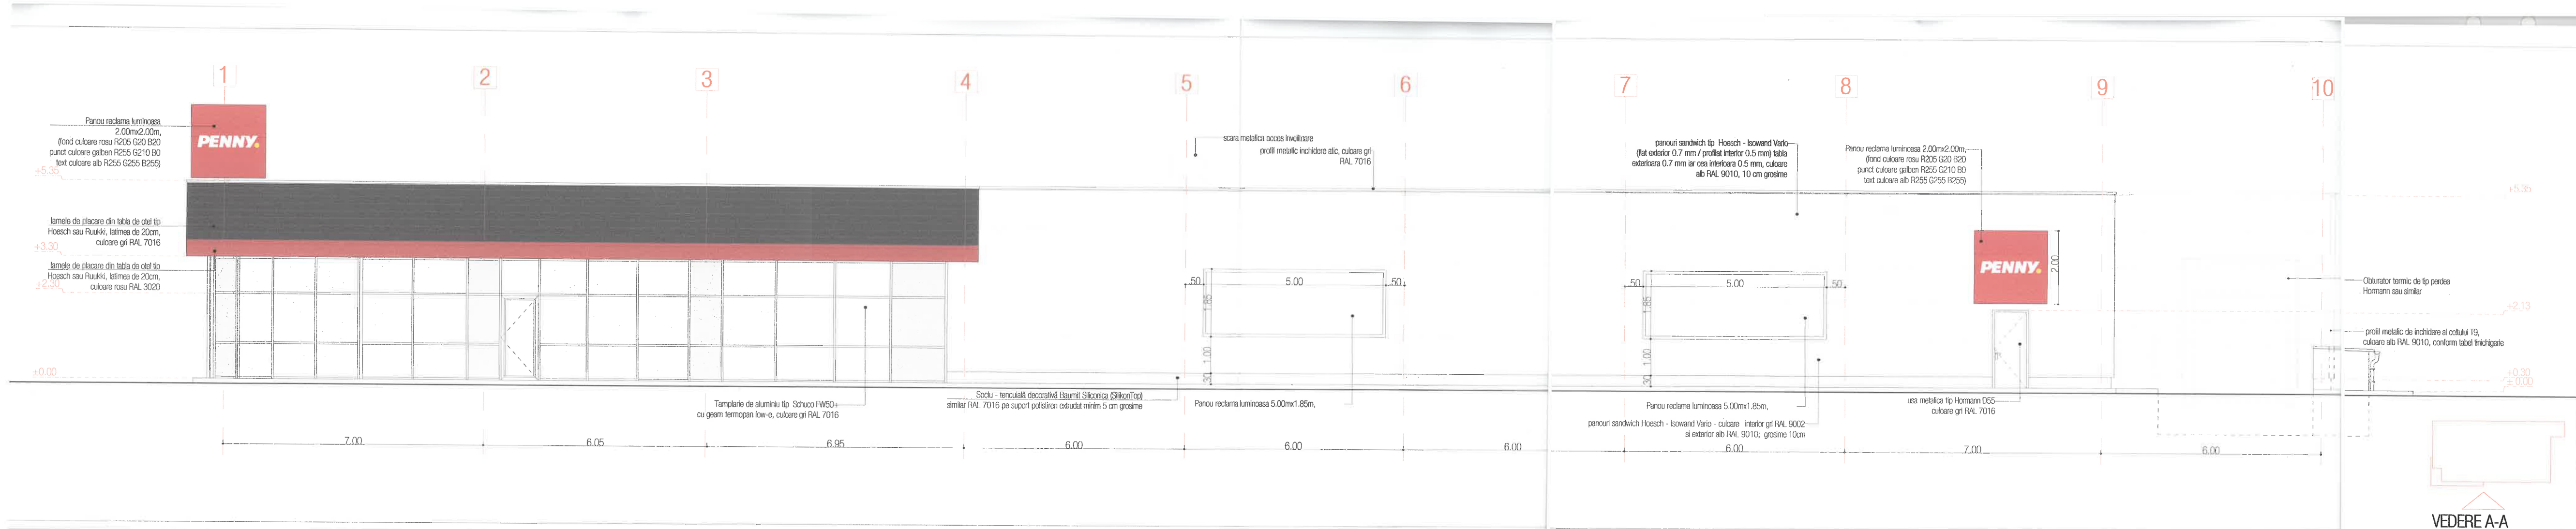 1 2 3 4 5 6 7 8 9 10
Panou reclama luminoasa
2.00mx2.00m,
(fond culoare rosu R205 G20 B20
punct culoare galben R255 G210 B0
text culoare alb R255 G255 B255)
PENNY.
±5.35
lamele de placare din tabla de otel tip
Hoesch sau Ruukki, latimea de 20cm,
culoare gri RAL 7016
+3.30
lamele de placare din tabla de otel tip
Hoesch sau Ruukki, latimea de 20cm,
culoare rosu RAL 3020
+2.30
±0.00
Tamplarie de aluminiu tip Schuco FW50+
cu geam termopan low-e, culoare gri RAL 7016
scara metalica acces invelitoare
profil metalic inchidere atic, culoare gri
RAL 7016
.50 5.00 .50
1.85
1.00
.30
Soclu - tencuială decorativă Baumit Siliconica (SilikonTop)
similar RAL 7016 pe suport polistiren extrudat minim 5 cm grosime
Panou reclama luminoasa 5.00mx1.85m,
panouri sandwich tip Hoesch - Isowand Vario
(flat exterior 0.7 mm / profilat interior 0.5 mm) tabla
exterioara 0.7 mm iar cea interioara 0.5 mm, culoare
alb RAL 9010, 10 cm grosime
Panou reclama luminoasa 2.00mx2.00m,
(fond culoare rosu R205 G20 B20
punct culoare galben R255 G210 B0
text culoare alb R255 G255 B255)
PENNY.
2.00
.50 5.00 .50
1.85
1.00
.30
Panou reclama luminoasa 5.00mx1.85m,
panouri sandwich Hoesch - Isowand Vario - culoare interior gri RAL 9002
si exterior alb RAL 9010; grosime 10cm
usa metalica tip Hormann D55
culoare gri RAL 7016
+5.35
Obturator termic de tip perdea
Hormann sau similar
+2.13
profil metalic de inchidere al coltului T9,
culoare alb RAL 9010, conform tabel tinichigerie
+0.30
±0.00
7.00 6.05 6.95 6.00 6.00 6.00 6.00 7.00 6.00
VEDERE A-A